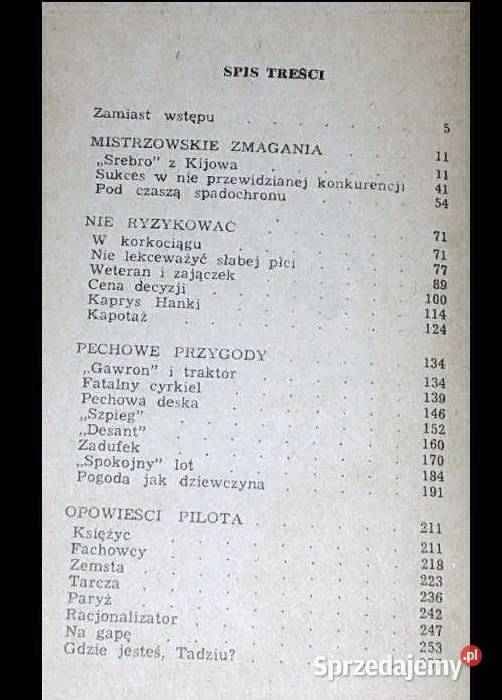 SPIS TREŚCI
Zamiast wstępu . . . . . 5
MISTRZOWSKIE ZMAGANIA . . . 11
„Srebro” z Kijowa . . . . 11
Sukces w nie przewidzianej konkurencji 41
Pod czaszą spadochronu . . . 54
NIE RYZYKOWAĆ . . . . 71
W korkociągu . . . . 71
Nie lekceważyć słabej płci . . 77
Weteran i zajączek . . . . 89
Cena decyzji . . . . . 100
Kaprys Hanki . . . . . 114
Kapotaż . . . . . 124
PECHOWE PRZYGODY . . . 134
„Gawron” i traktor . . . . 134
Fatalny cyrkiel . . . . 139
Pechowa deska . . . . 146
„Szpieg” . . . . . 152
„Desant” . . . . . 160
Zadufek . . . . . 170
„Spokojny” lot . . . . 184
Pogoda jak dziewczyna . . . 191
OPOWIEŚCI PILOTA . . . . 211
Księżyc . . . . . 211
Fachowcy . . . . . 218
Zemsta . . . . . 223
Tarcza . . . . . 236
Paryż . . . . . 242
Racjonalizator . . . . 247
Na gapę . . . . . 253
Gdzie jesteś, Tadziu? . . .
Sprzedajemy.pl